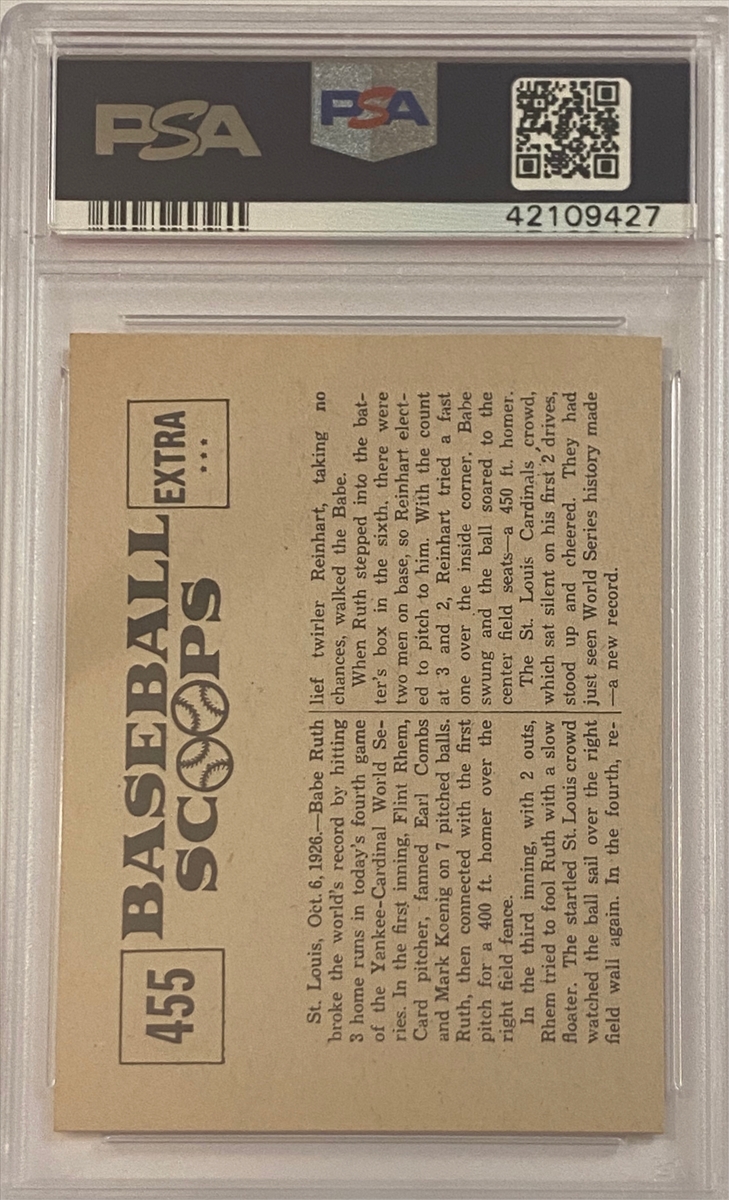 PSA
PSA
42109427
455
BASEBALL
SCOOPS
EXTRA
***
St. Louis, Oct. 6, 1926.—Babe Ruth
broke the world's record by hitting
3 home runs in today's fourth game
of the Yankee-Cardinal World Se-
ries. In the first inning, Flint Rhem,
Card pitcher, fanned Earl Combs
and Mark Koenig on 7 pitched balls.
Ruth, then connected with the first
pitch for a 400 ft. homer over the
right field fence.
In the third inning, with 2 outs,
Rhem tried to fool Ruth with a slow
floater. The startled St. Louis crowd
watched the ball sail over the right
field wall again. In the fourth, re-
lief twirler Reinhart, taking no
chances, walked the Babe.
When Ruth stepped into the bat-
ter's box in the sixth, there were
two men on base, so Reinhart elect-
ed to pitch to him. With the count
at 3 and 2, Reinhart tried a fast
one over the inside corner. Babe
swung and the ball soared to the
center field seats—a 450 ft. homer.
The St. Louis Cardinals' crowd,
which sat silent on his first 2 drives,
stood up and cheered. They had
just seen World Series history made
—a new record.